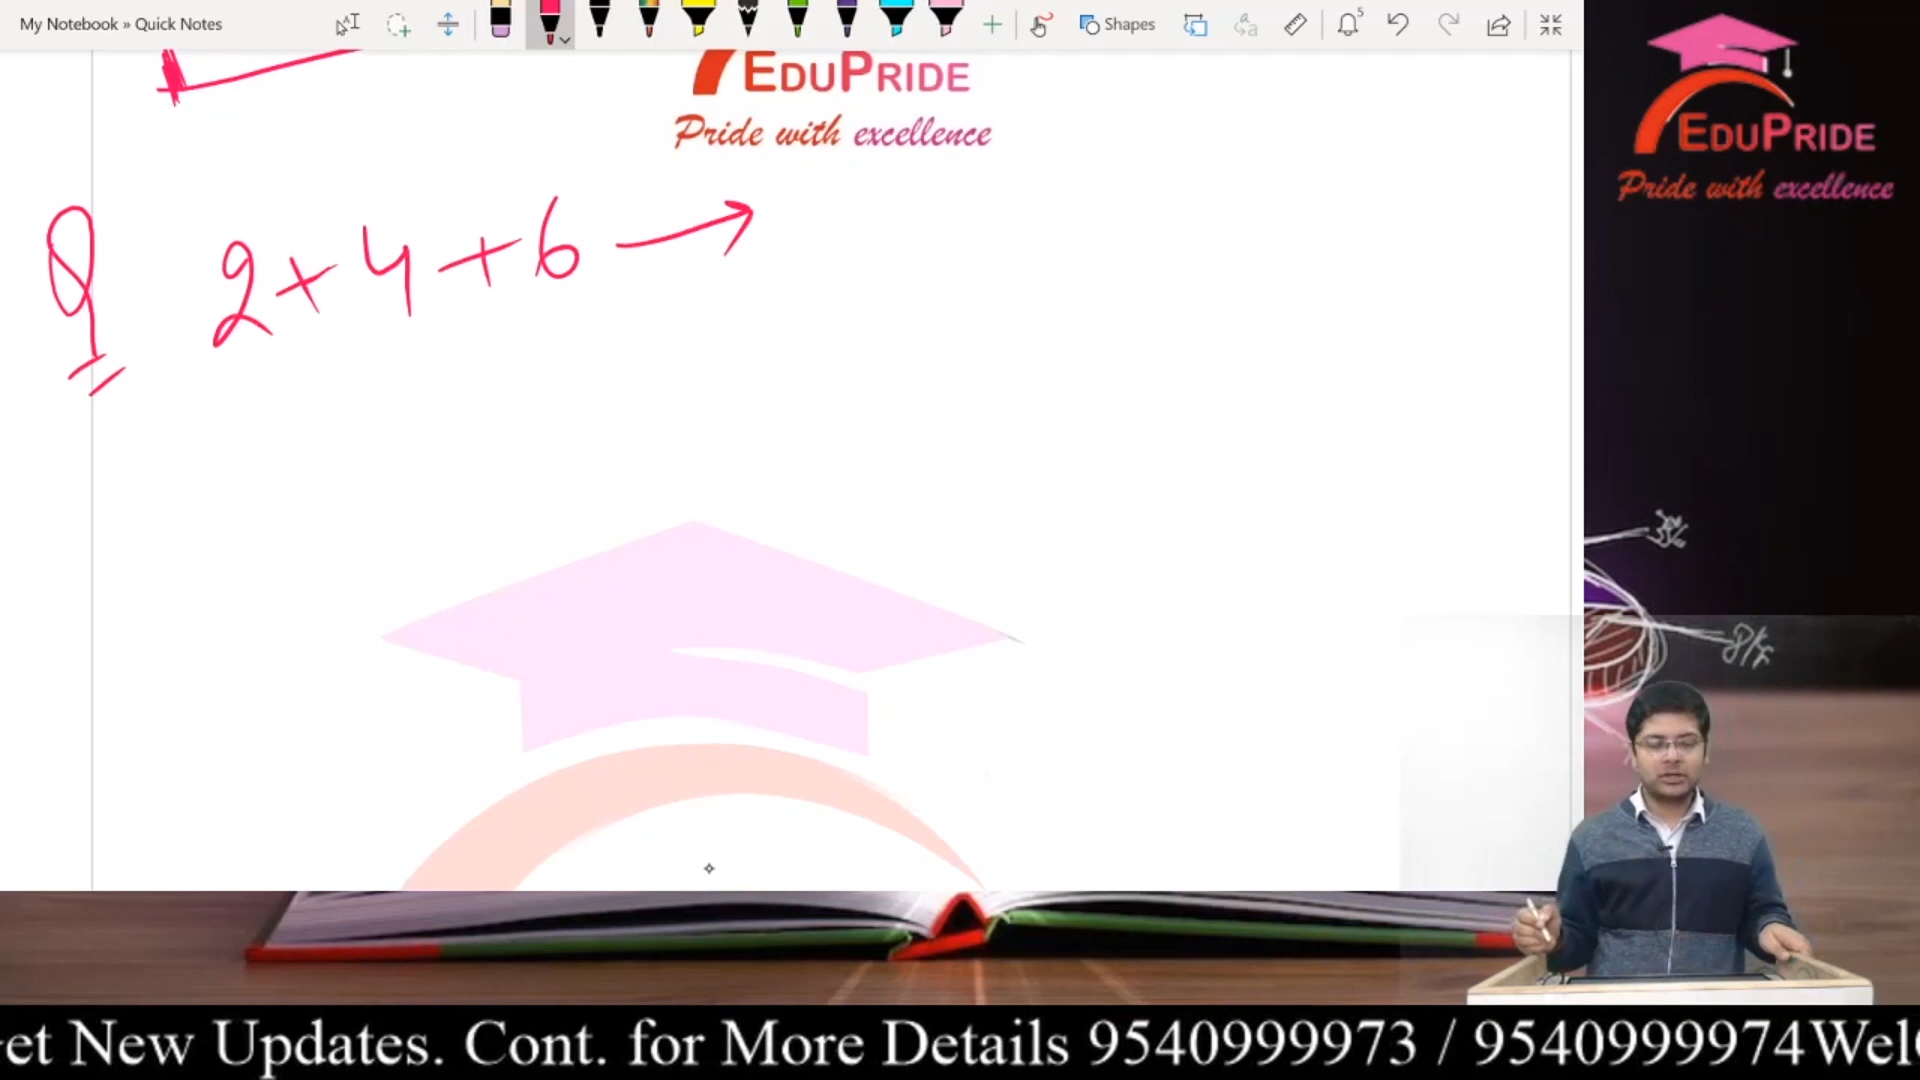 My Notebook » Quick Notes
Shapes
5
EDUPRIDE
Pride with excellence
EDUPRIDE
Pride with excellence
Q 2+4+6 →
et New Updates. Cont. for More Details 9540999973 / 9540999974Wel